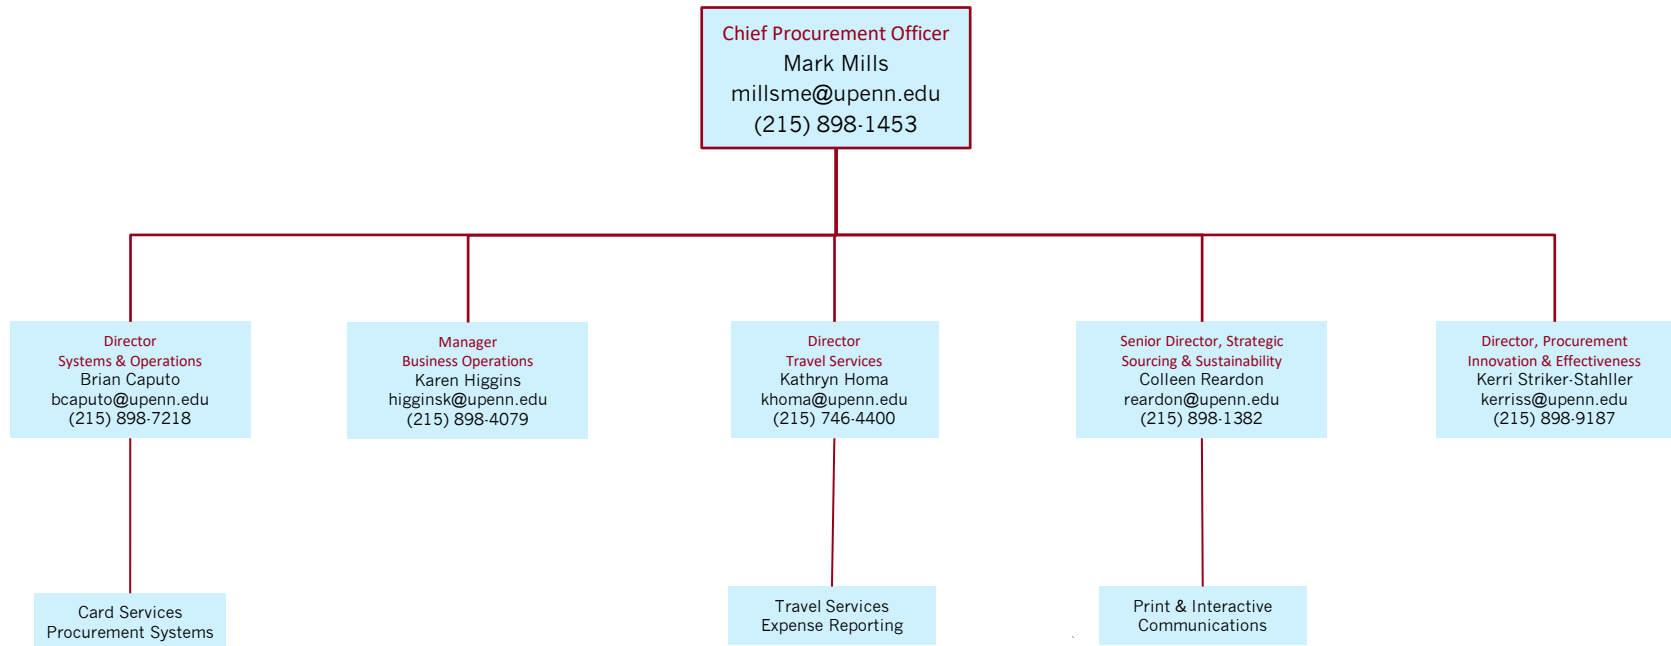 Chief Procurement Officer
Mark Mills
millsme@upenn.edu
(215) 898-1453
Director
Systems & Operations
Brian Caputo
bcaputo@upenn.edu
(215) 898-7218
Manager
Business Operations
Karen Higgins
higginsk@upenn.edu
(215) 898-4079
Director
Travel Services
Kathryn Homa
khoma@upenn.edu
(215) 746-4400
Senior Director, Strategic
Sourcing & Sustainability
Colleen Reardon
reardon@upenn.edu
(215) 898-1382
Director, Procurement
Innovation & Effectiveness
Kerri Striker-Stahller
kerriss@upenn.edu
(215) 898-9187
Card Services
Procurement Systems
Travel Services
Expense Reporting
Print & Interactive
Communications